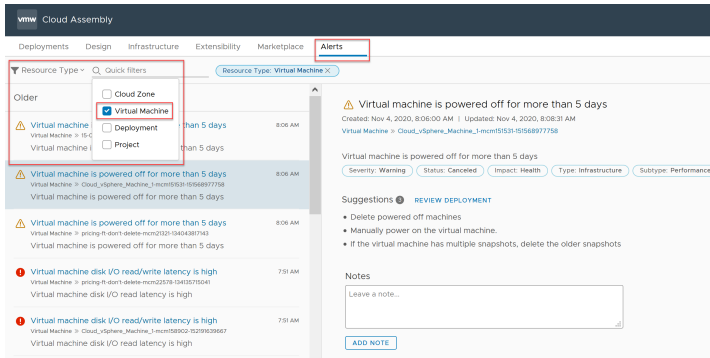 vmw Cloud Assembly
Deployments Design Infrastructure Extensibility Marketplace Alerts
Resource Type Quick filters Resource Type: Virtual Machine
Older
Cloud Zone
Virtual Machine
Deployment
Project
Virtual machine than 5 days 8:06 AM
Virtual Machine
Virtual machine than 5 days
Virtual machine is powered off for more than 5 days 8:06 AM
Virtual Machine » Cloud_vSphere_Machine_1-mcm151531-151568977758
Virtual machine is powered off for more than 5 days
Virtual machine is powered off for more than 5 days 8:06 AM
Virtual Machine » pricing-ft-don't-delete-mcm21321-134043817143
Virtual machine is powered off for more than 5 days
Virtual machine disk I/O read/write latency is high 7:51 AM
Virtual Machine » pricing-ft-don't-delete-mcm22578-134135715041
Virtual machine disk I/O read latency is high
Virtual machine disk I/O read/write latency is high 7:51 AM
Virtual Machine » Cloud_vSphere_Machine_1-mcm158902-152191639667
Virtual machine disk I/O read latency is high
Virtual machine is powered off for more than 5 days
Created: Nov 4, 2020, 8:06:00 AM | Updated: Nov 4, 2020, 8:08:31 AM
Virtual Machine » Cloud_vSphere_Machine_1-mcm151531-151568977758
Virtual machine is powered off for more than 5 days
Severity: Warning Status: Canceled Impact: Health Type: Infrastructure Subtype: Performance
Suggestions 3 REVIEW DEPLOYMENT
• Delete powered off machines
• Manually power on the virtual machine.
• If the virtual machine has multiple snapshots, delete the older snapshots
Notes
Leave a note...
ADD NOTE